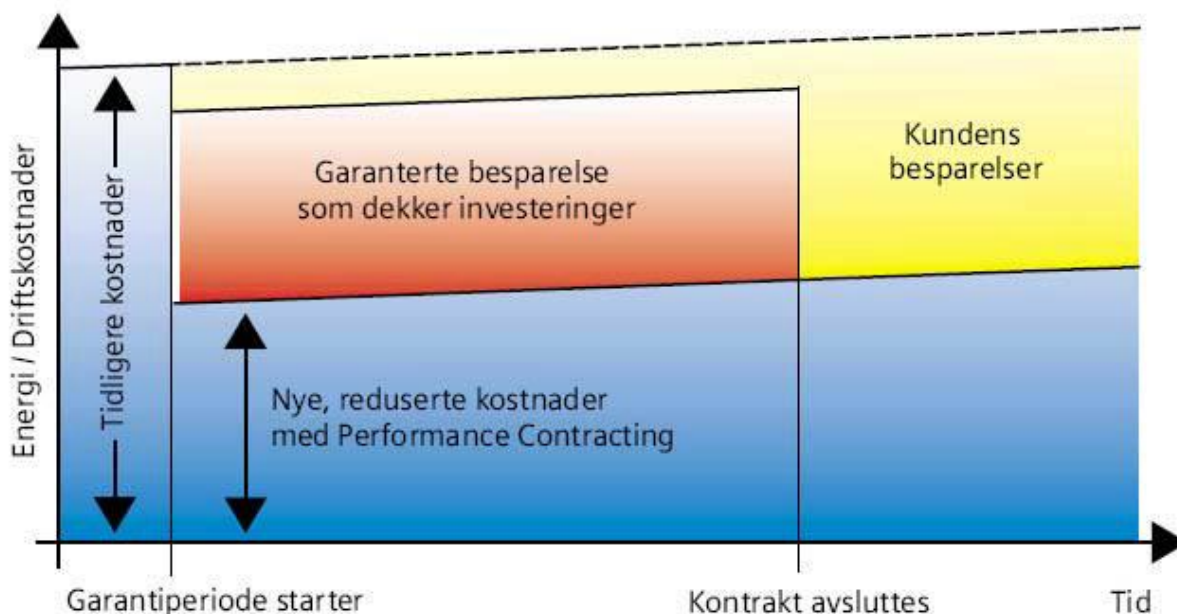 Energi / Driftskostnader
Tidligere kostnader
Garanterte besparelse
som dekker investeringer
Kundens
besparelser
Nye, reduserte kostnader
med Performance Contracting
Garantiperiode starter
Kontrakt avsluttes
Tid